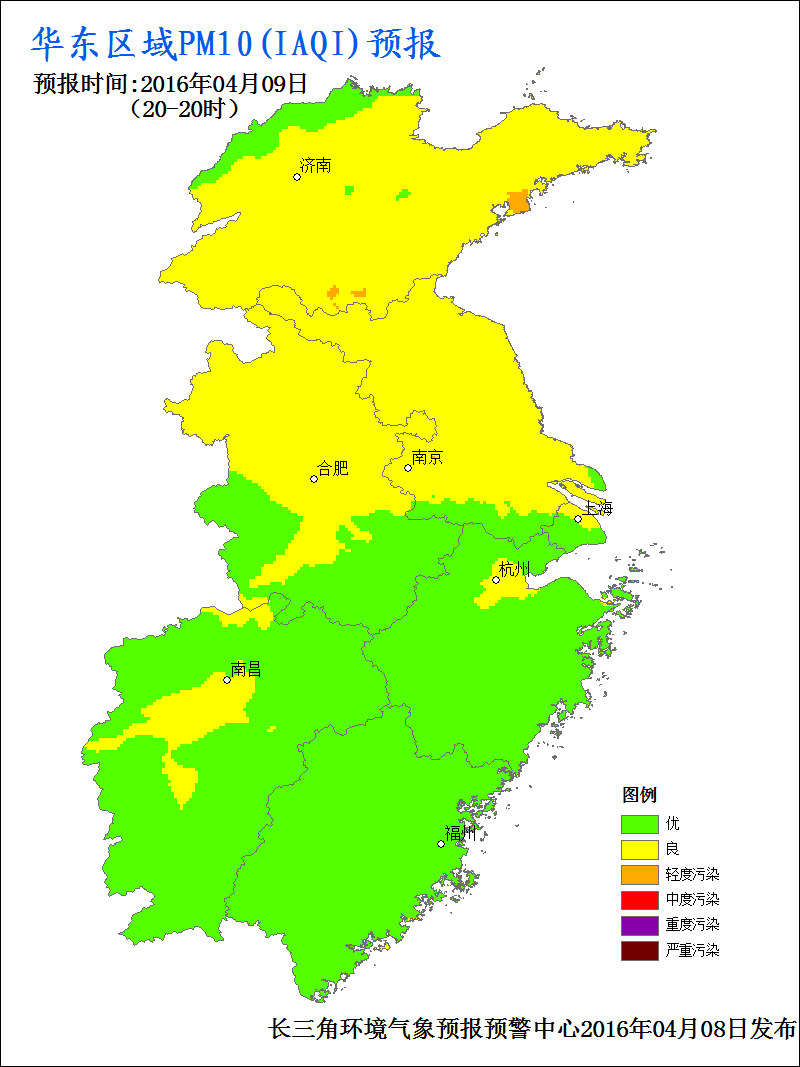 华东区域PM10(IAQI)预报
预报时间:2016年04月09日
（20-20时）
济南
合肥
南京
上海
杭州
南昌
福州
图例
优
良
轻度污染
中度污染
重度污染
严重污染
长三角环境气象预报预警中心2016年04月08日发布